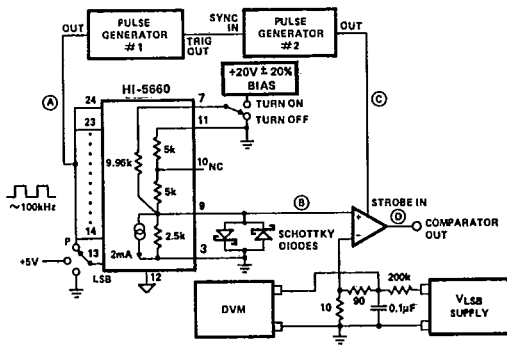 OUT
PULSE
GENERATOR
#1
TRIG
OUT
SYNC
IN
PULSE
GENERATOR
#2
OUT
+20V ± 20%
BIAS
A
HI-5660
7
TURN ON
TURN OFF
C
24
23
11
5k
9.95k
10
NC
5k
~100kHz
9
B
STROBE IN
D
COMPARATOR
OUT
14
2.5k
SCHOTTKY
DIODES
P
13
2mA
3
+5V
LSB
12
200k
DVM
10
90
0.1μF
VLSB
SUPPLY